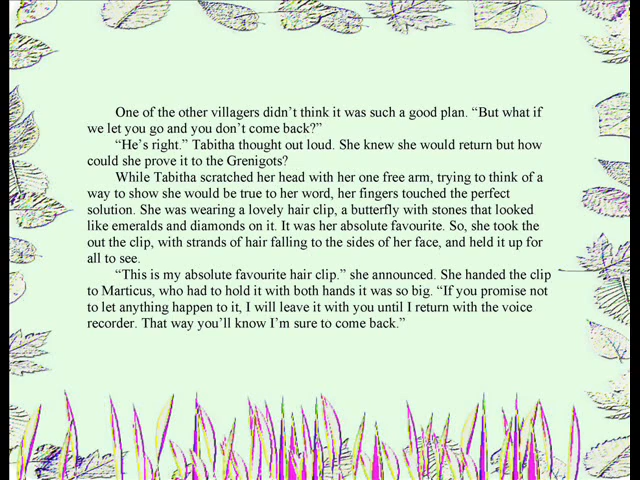 One of the other villagers didn’t think it was such a good plan. “But what if
we let you go and you don’t come back?”
“He’s right.” Tabitha thought out loud. She knew she would return but how
could she prove it to the Grenigots?
While Tabitha scratched her head with her one free arm, trying to think of a
way to show she would be true to her word, her fingers touched the perfect
solution. She was wearing a lovely hair clip, a butterfly with stones that looked
like emeralds and diamonds on it. It was her absolute favourite. So, she took the
out the clip, with strands of hair falling to the sides of her face, and held it up for
all to see.
“This is my absolute favourite hair clip.” she announced. She handed the clip
to Marticus, who had to hold it with both hands it was so big. “If you promise not
to let anything happen to it, I will leave it with you until I return with the voice
recorder. That way you’ll know I’m sure to come back.”